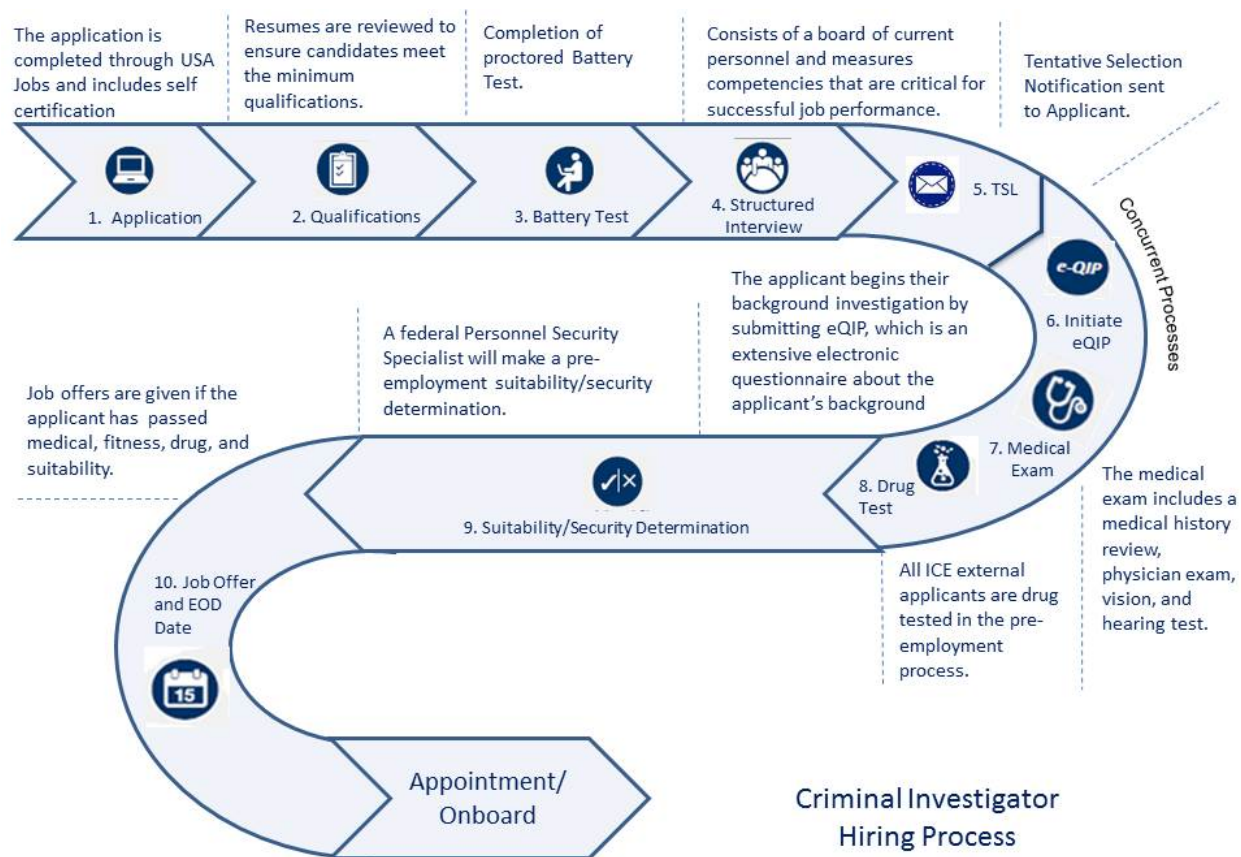 The application is
completed through USA
Jobs and includes self
certification
Resumes are reviewed to
ensure candidates meet
the minimum
qualifications.
Completion of
proctored Battery
Test.
Consists of a board of current
personnel and measures
competencies that are critical for
successful job performance.
Tentative Selection
Notification sent
to Applicant.
1. Application
2. Qualifications
3. Battery Test
4. Structured
Interview
5. TSL
Concurrent Processes
e-QIP
6. Initiate
eQIP
7. Medical
Exam
8. Drug
Test
The applicant begins their
background investigation by
submitting eQIP, which is an
extensive electronic
questionnaire about the
applicant's background
A federal Personnel Security
Specialist will make a pre-
employment suitability/security
determination.
Job offers are given if the
applicant has passed
medical, fitness, drug, and
suitability.
The medical
exam includes a
medical history
review,
physician exam,
vision, and
hearing test.
All ICE external
applicants are drug
tested in the pre-
employment
process.
9. Suitability/Security Determination
10. Job Offer
and EOD
Date
15
Appointment/
Onboard
Criminal Investigator
Hiring Process